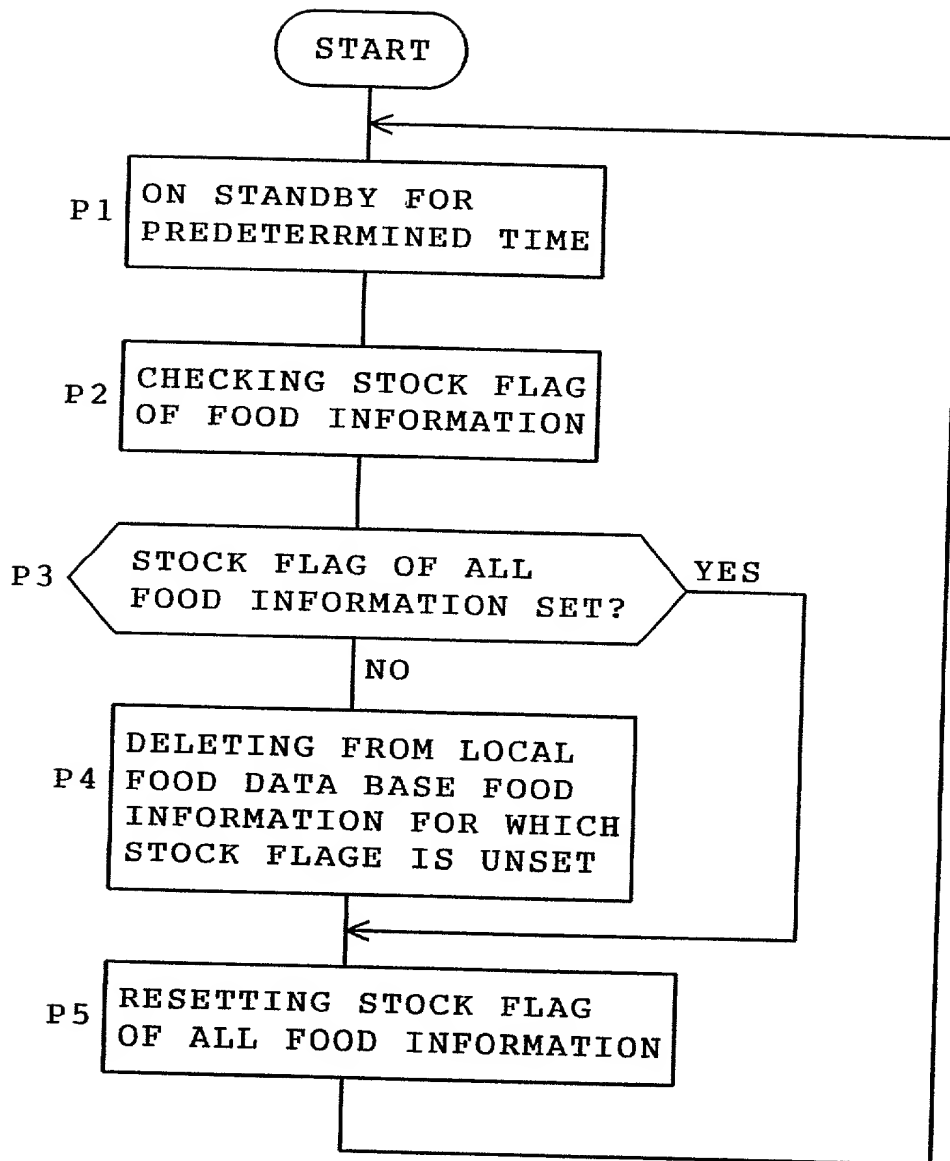 START
P1
ON STANDBY FOR
PREDETERRMINED TIME
P2
CHECKING STOCK FLAG
OF FOOD INFORMATION
P3
STOCK FLAG OF ALL
FOOD INFORMATION SET?
YES
NO
P4
DELETING FROM LOCAL
FOOD DATA BASE FOOD
INFORMATION FOR WHICH
STOCK FLAGE IS UNSET
P5
RESETTING STOCK FLAG
OF ALL FOOD INFORMATION